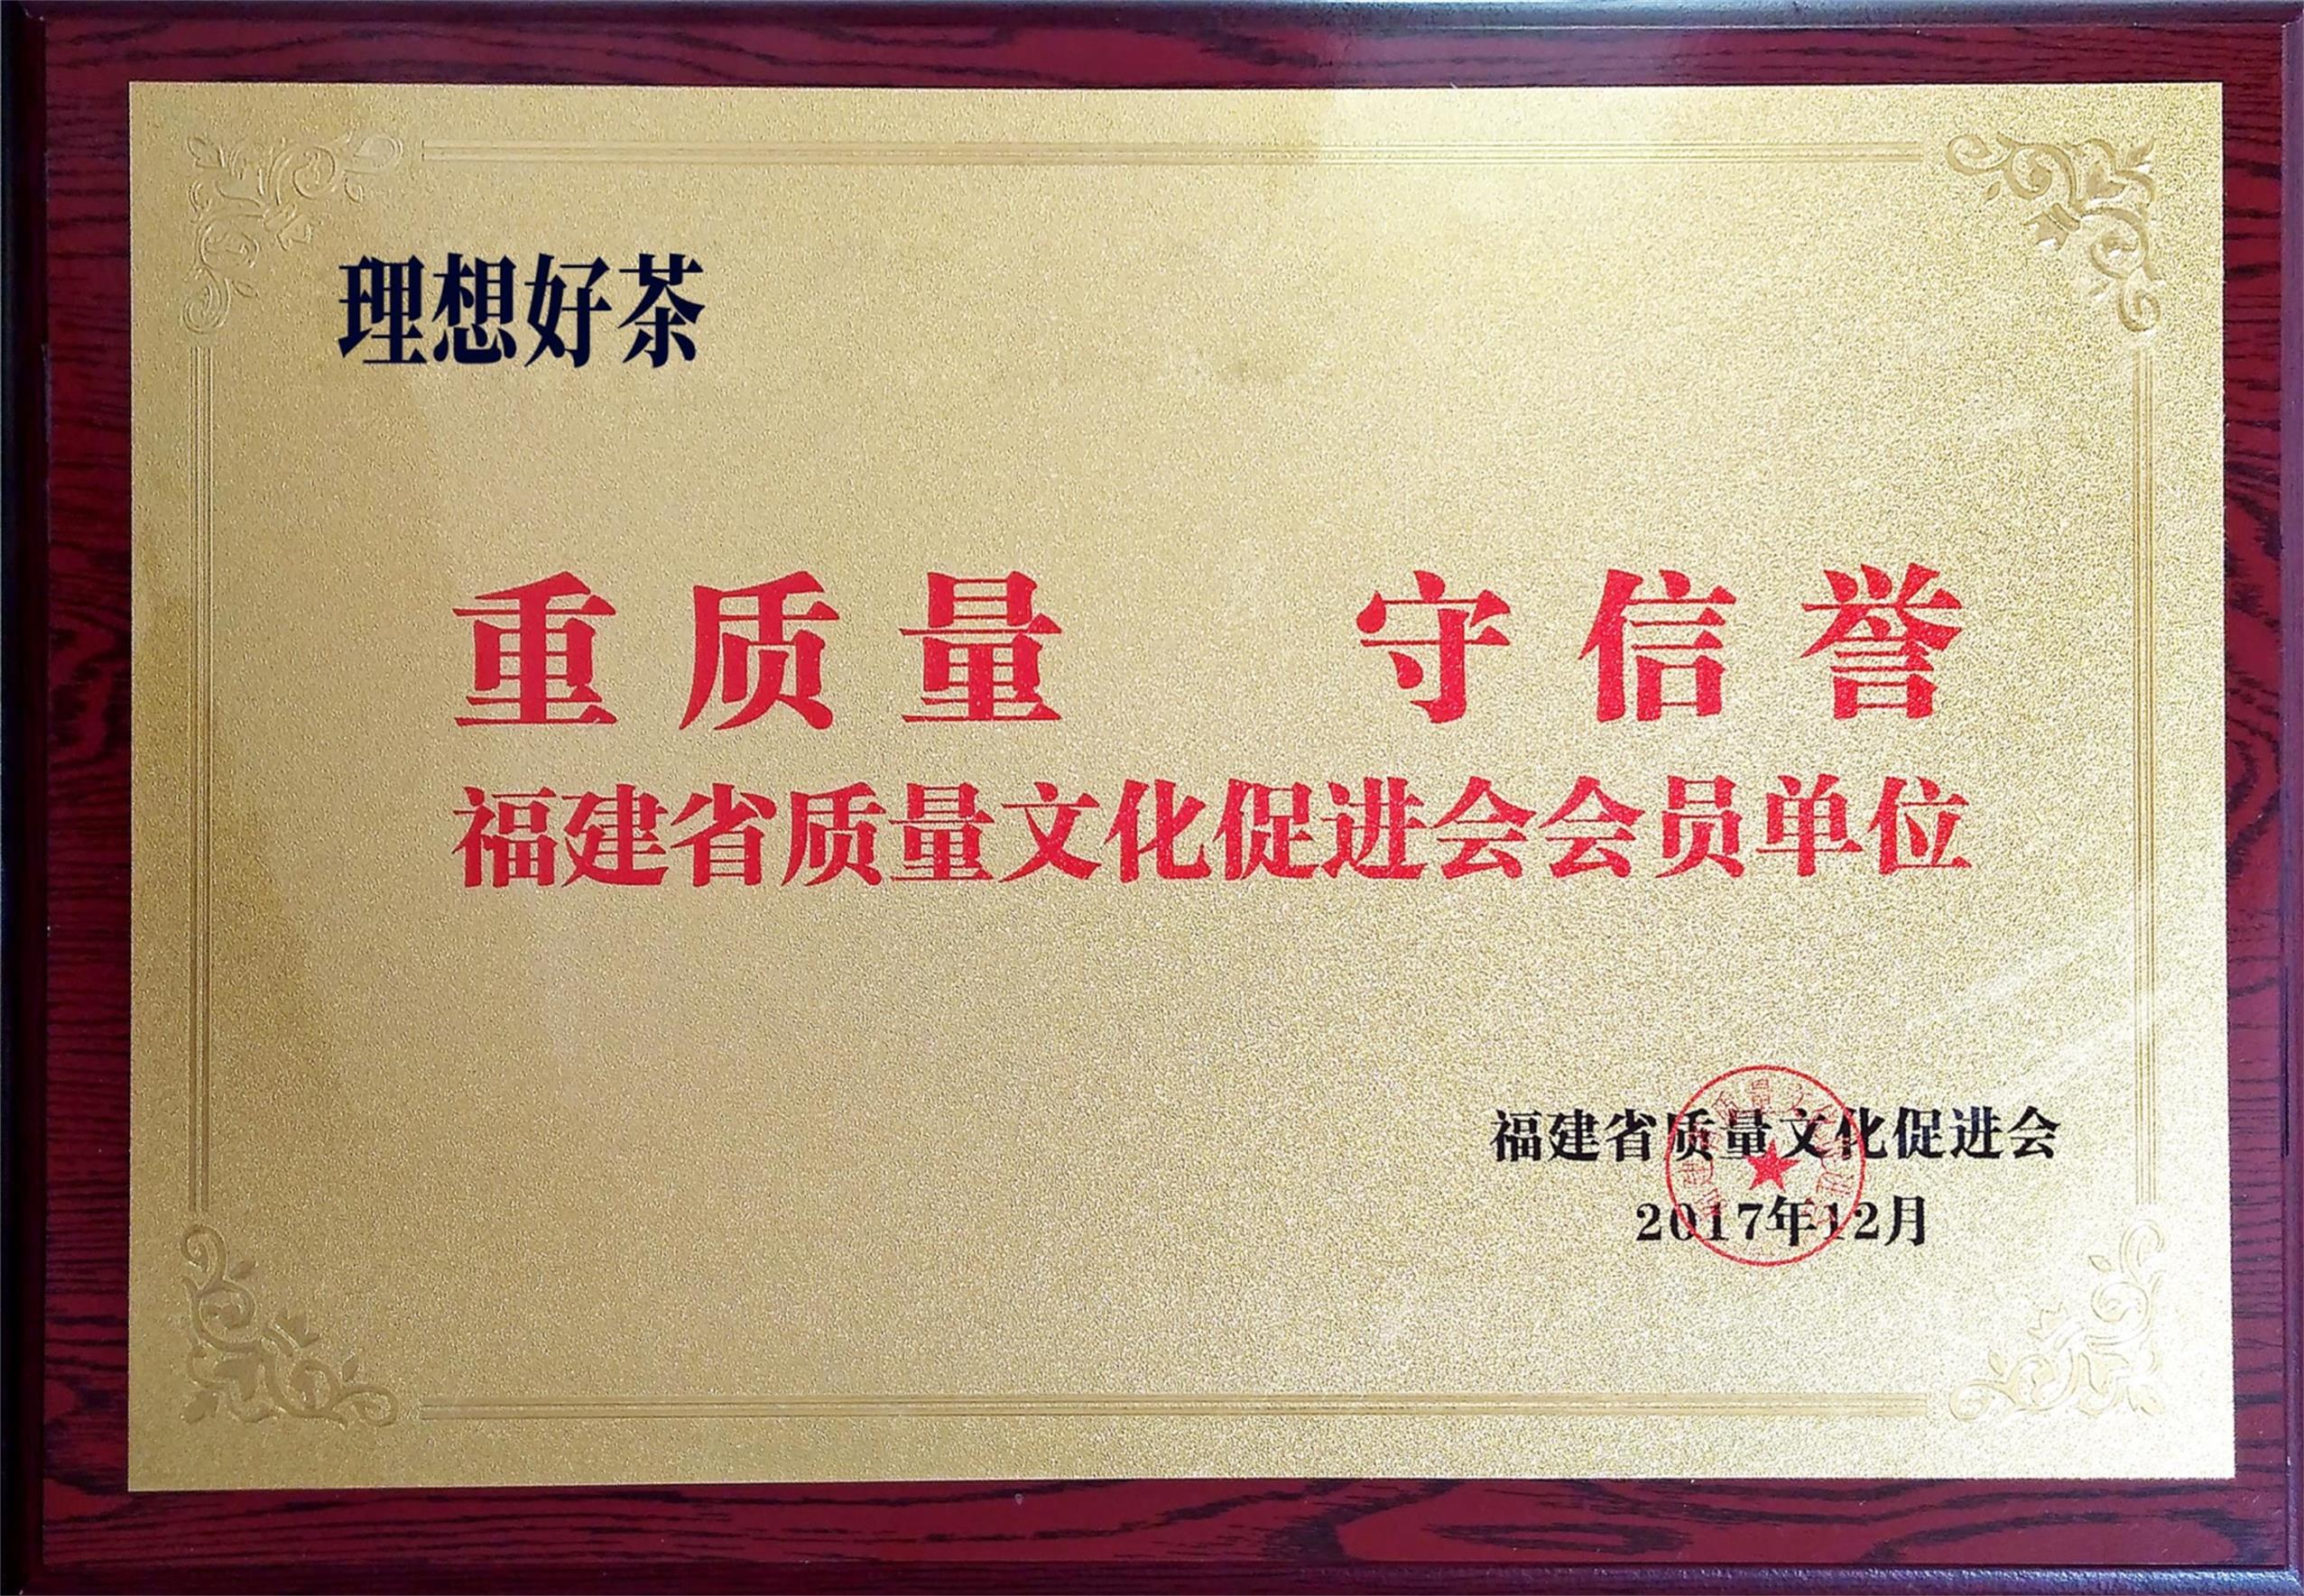 理想好茶
重质量 守信誉
福建省质量文化促进会会员单位
福建省质量文化促进会
2017年12月